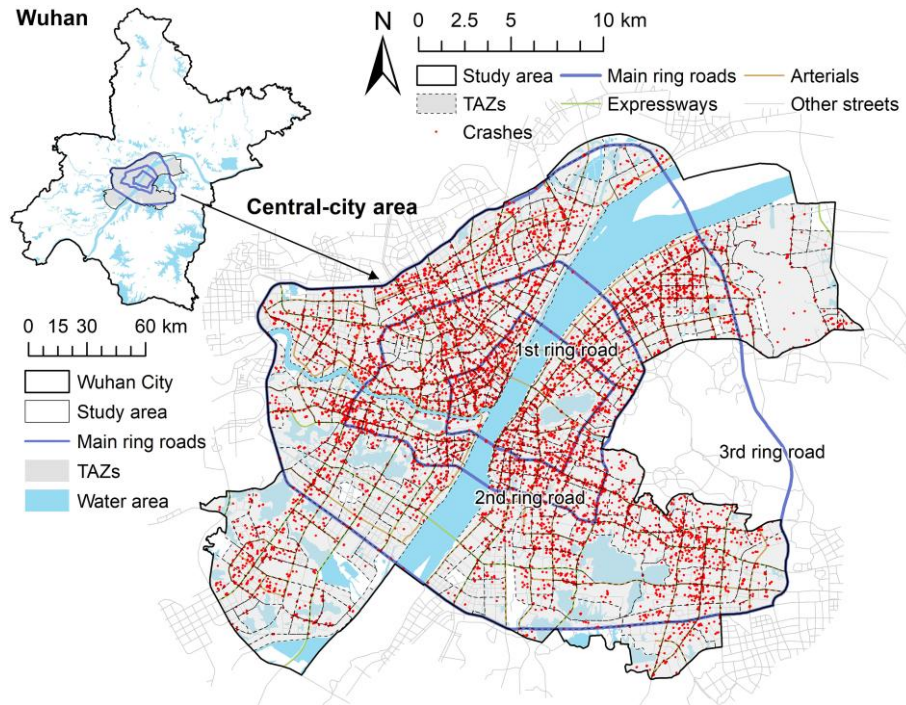 Wuhan
0 2.5 5 10 km
N
Study area Main ring roads Arterials
TAZs Expressways Other streets
Crashes
Central-city area
0 15 30 60 km
Wuhan City
Study area
Main ring roads
TAZs
Water area
1st ring road
3rd ring road
2nd ring road